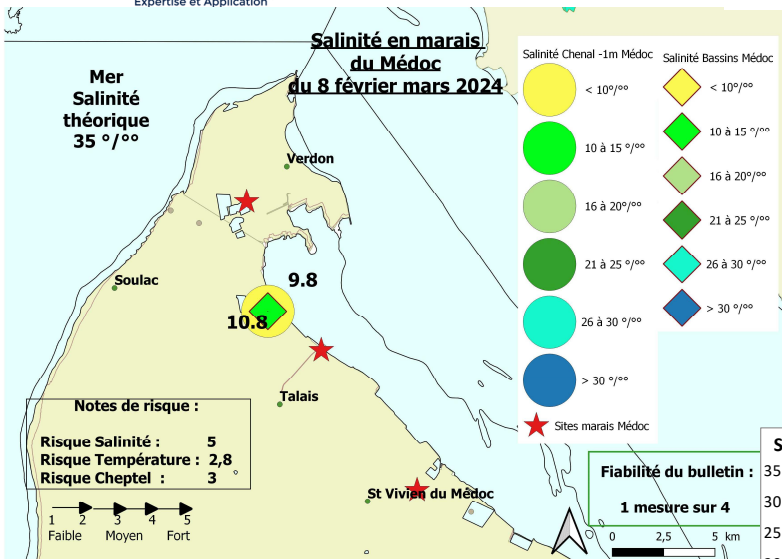 Expertise et Application
Salinité en marais
du Médoc
du 8 février mars 2024
Mer
Salinité
théorique
35 °/°°
Verdon
Soulac
9.8
10.8
Talais
St Vivien du Médoc
Notes de risque :
Risque Salinité : 5
Risque Température : 2,8
Risque Cheptel : 3
1 2 3 4 5
Faible Moyen Fort
Salinité Chenal -1m Médoc
< 10°/°°
10 à 15 °/°°
16 à 20°/°°
21 à 25 °/°°
26 à 30 °/°°
> 30 °/°°
Sites marais Médoc
Salinité Bassins Médoc
< 10°/°°
10 à 15 °/°°
16 à 20°/°°
21 à 25 °/°°
26 à 30 °/°°
> 30 °/°°
Fiabilité du bulletin :
1 mesure sur 4
0 2,5 5 km
S
35
30
25